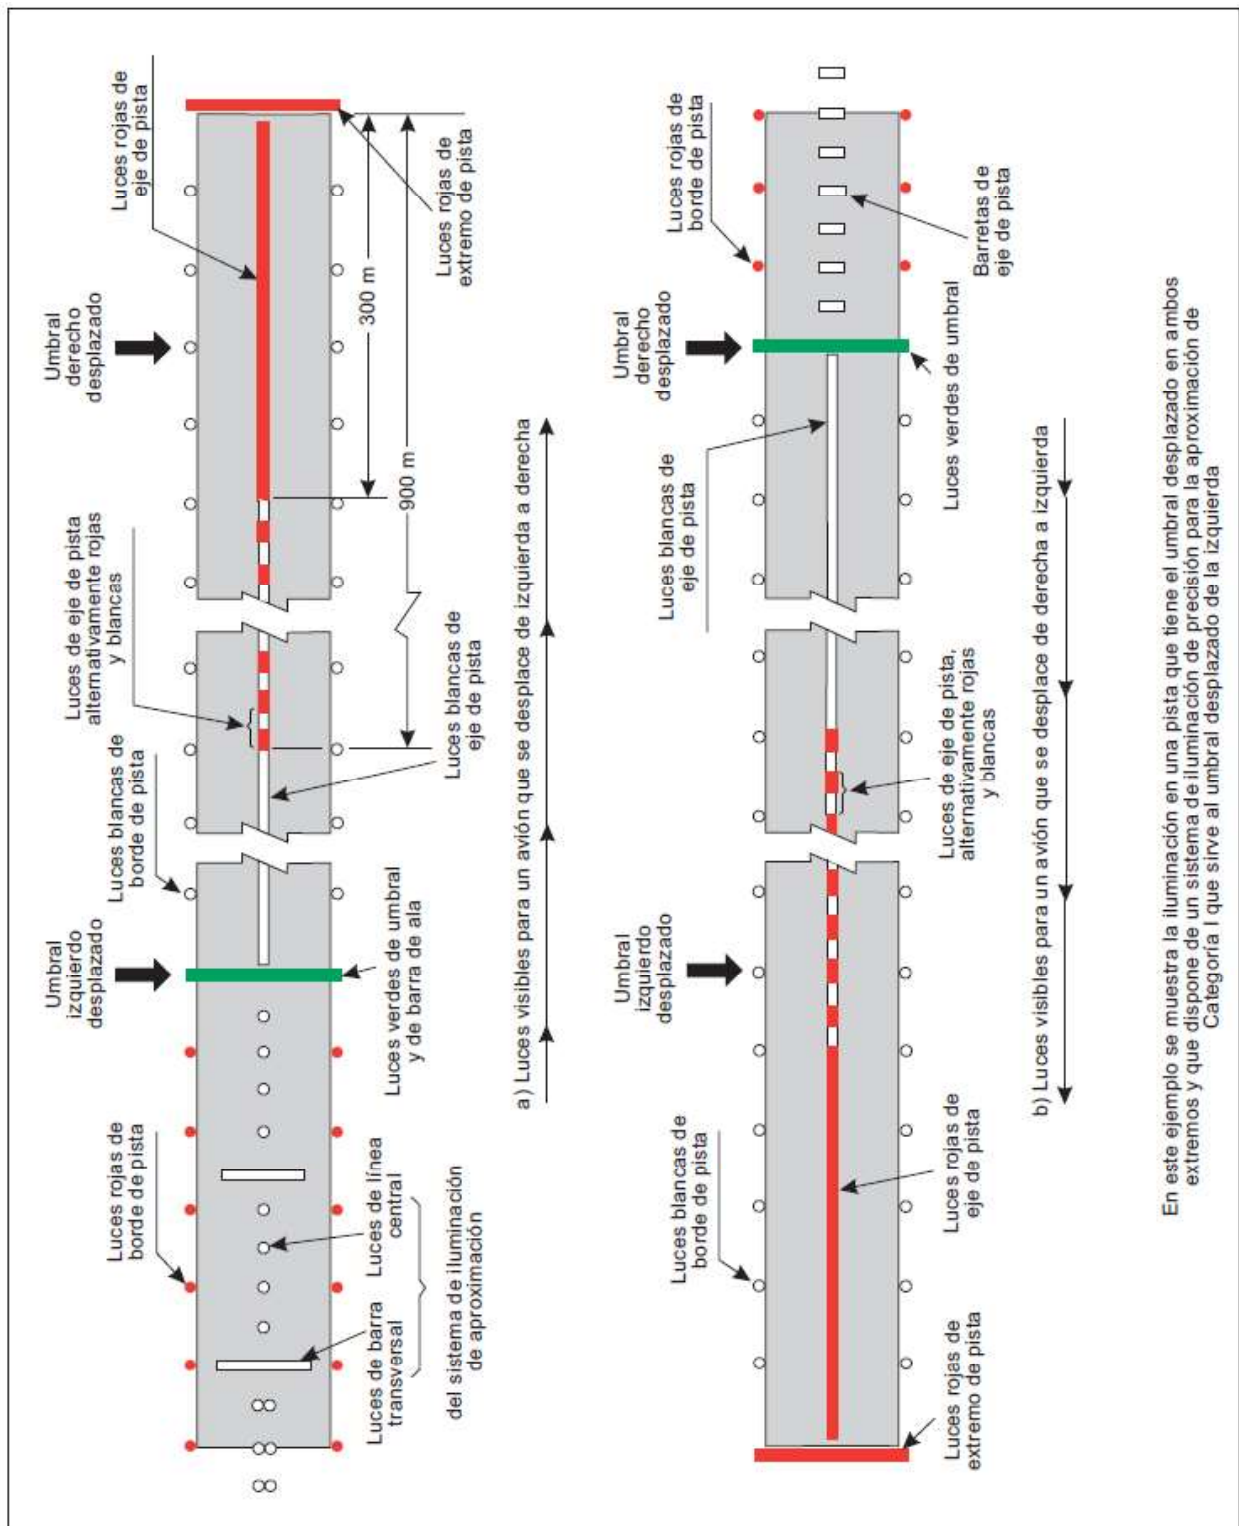 Luces rojas de
borde de pista
Umbral
izquierdo
desplazado
Luces blancas de
borde de pista
Luces de eje de pista
alternativamente rojas
y blancas
Umbral
derecho
desplazado
Luces rojas de
eje de pista
Luces de barra
transversal
Luces de línea
central
del sistema de iluminación
de aproximación
Luces verdes de umbral
y de barra de ala
Luces blancas de
eje de pista
300 m
900 m
Luces rojas de
extremo de pista
a) Luces visibles para un avión que se desplace de izquierda a derecha
Luces blancas de
borde de pista
Umbral
izquierdo
desplazado
Luces blancas de
eje de pista
Umbral
derecho
desplazado
Luces rojas de
borde de pista
Luces rojas de
extremo de pista
Luces rojas de
eje de pista
Luces de eje de pista,
alternativamente rojas
y blancas
Luces verdes de umbral
Barretas de
eje de pista
b) Luces visibles para un avión que se desplace de derecha a izquierda
En este ejemplo se muestra la iluminación en una pista que tiene el umbral desplazado en ambos
extremos y que dispone de un sistema de iluminación de precisión para la aproximación de
Categoría I que sirve al umbral desplazado de la izquierda